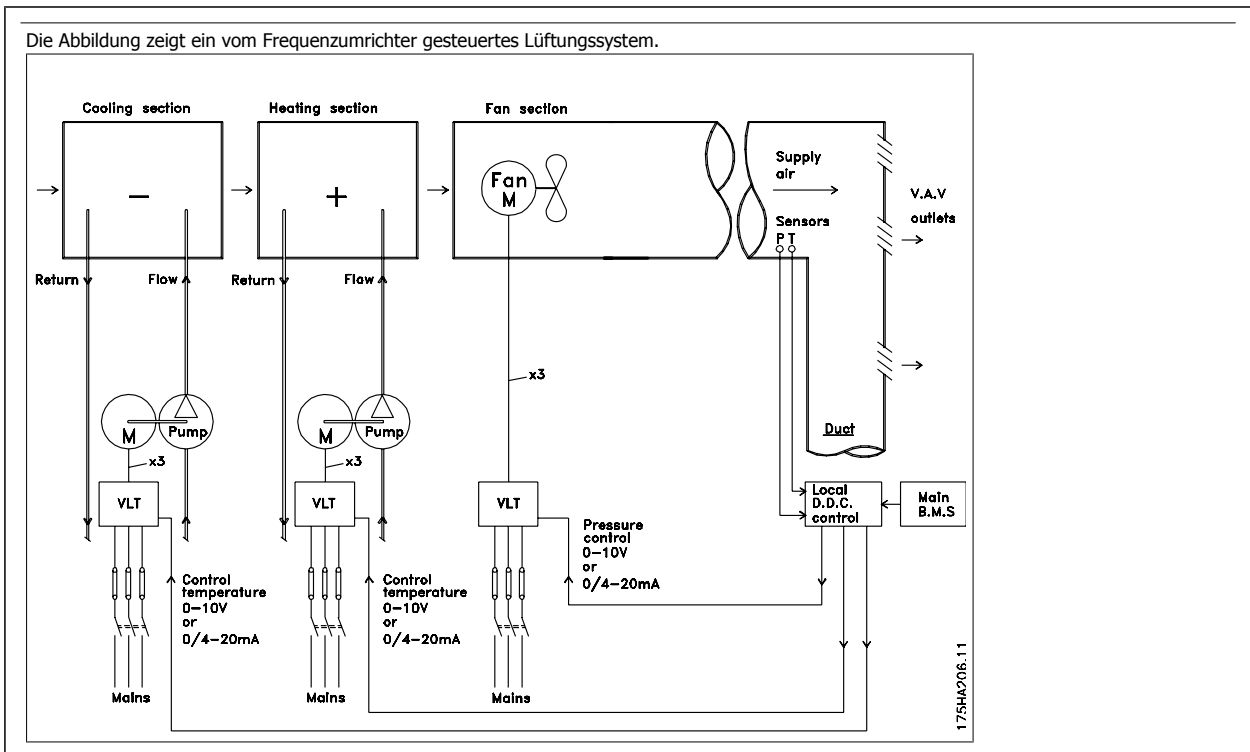 Die Abbildung zeigt ein vom Frequenzumrichter gesteuertes Lüftungssystem.
Cooling section
Heating section
Fan section
−
+
Fan
M
Supply
air
Sensors
P T
V.A.V
outlets
Return
Flow
Return
Flow
x3
M
Pump
M
Pump
Duct
x3
x3
VLT
VLT
VLT
Local
D.D.C.
control
Main
B.M.S
Pressure
control
0-10V
or
0/4-20mA
Control
temperature
0-10V
or
0/4-20mA
Control
temperature
0-10V
or
0/4-20mA
Mains
Mains
Mains
175HA206.11